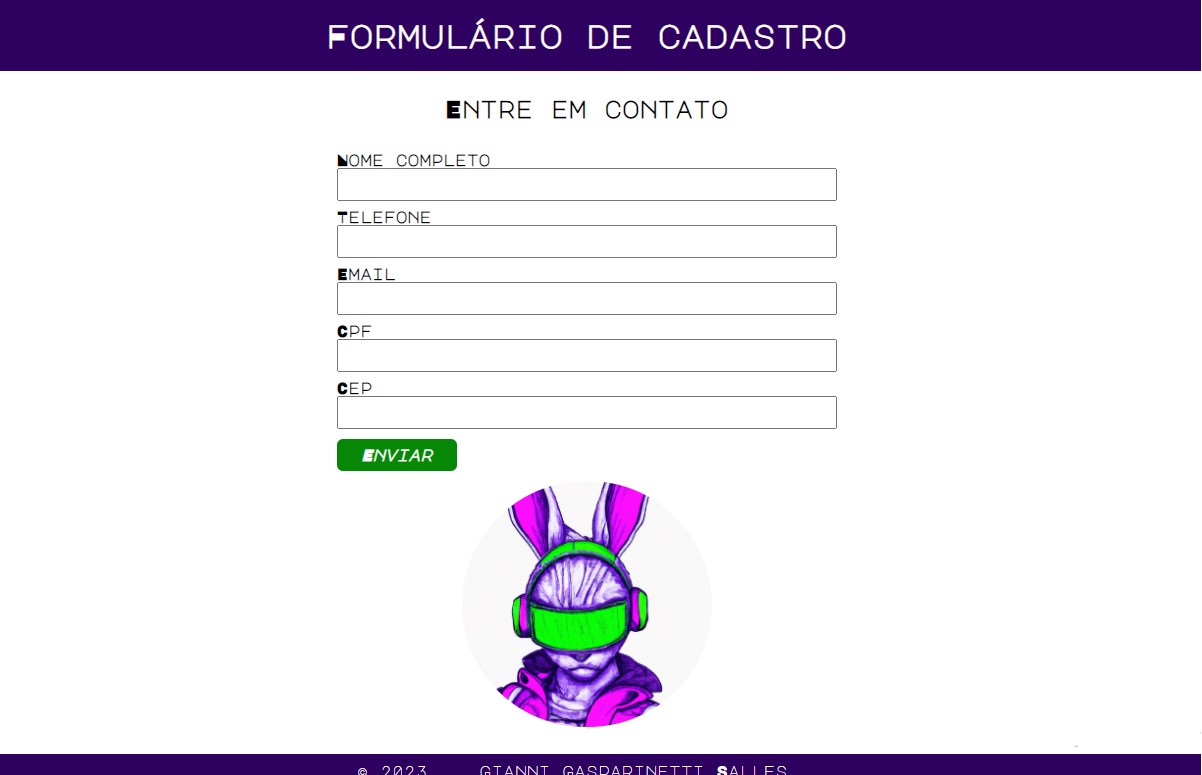 Formulário de cadastro
Entre em contato
Nome completo
Telefone
Email
Cpf
Cep
Enviar
© 2023 gianni gasparinetti Salles